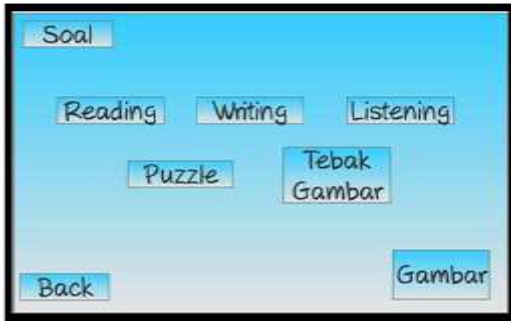 Soal
Reading Writing Listening
Puzzle
Tebak
Gambar
Back
Gambar